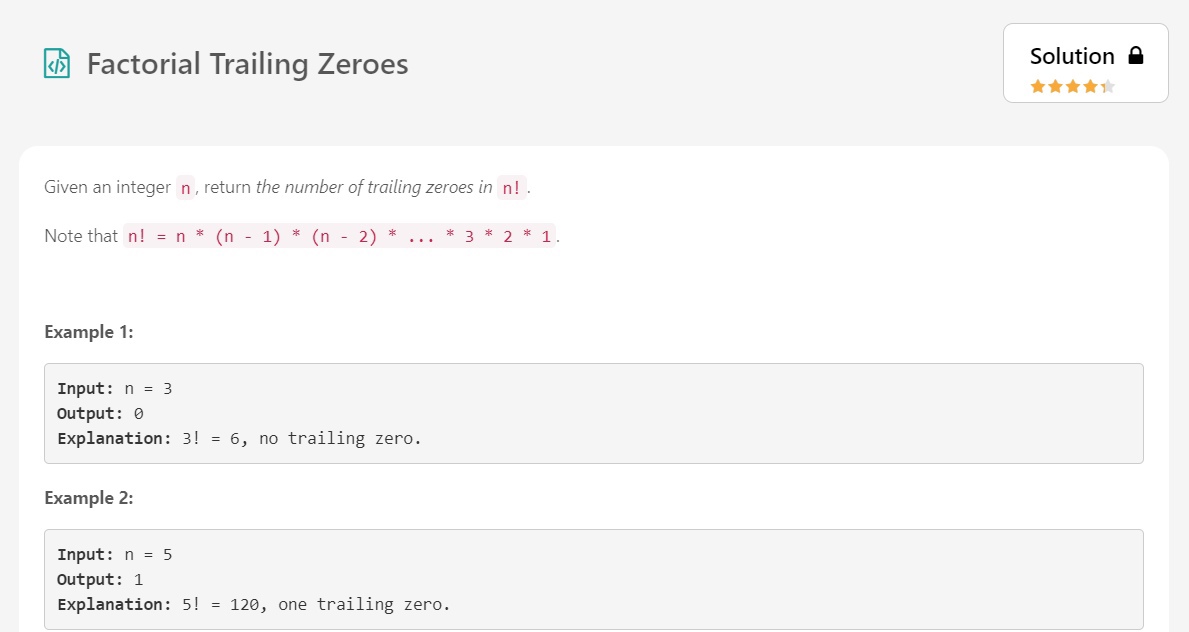 Factorial Trailing Zeroes
Solution
Given an integer n, return the number of trailing zeroes in n!.
Note that n! = n * (n - 1) * (n - 2) * ... * 3 * 2 * 1.
Example 1:
Input: n = 3
Output: 0
Explanation: 3! = 6, no trailing zero.
Example 2:
Input: n = 5
Output: 1
Explanation: 5! = 120, one trailing zero.